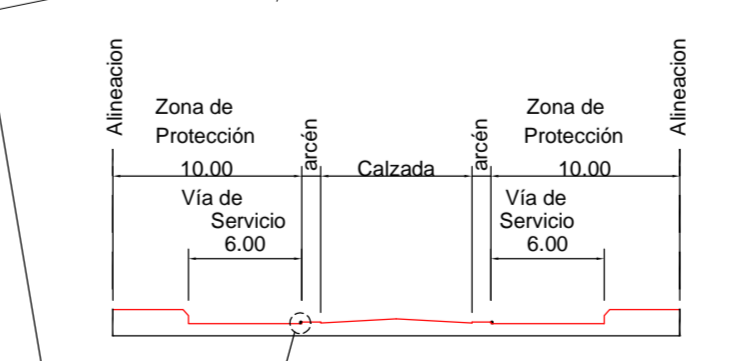 Alineacion
Zona de
Protección
10.00
Vía de
Servicio
6.00
arcén
Calzada
arcén
Zona de
Protección
10.00
Vía de
Servicio
6.00
Alineacion